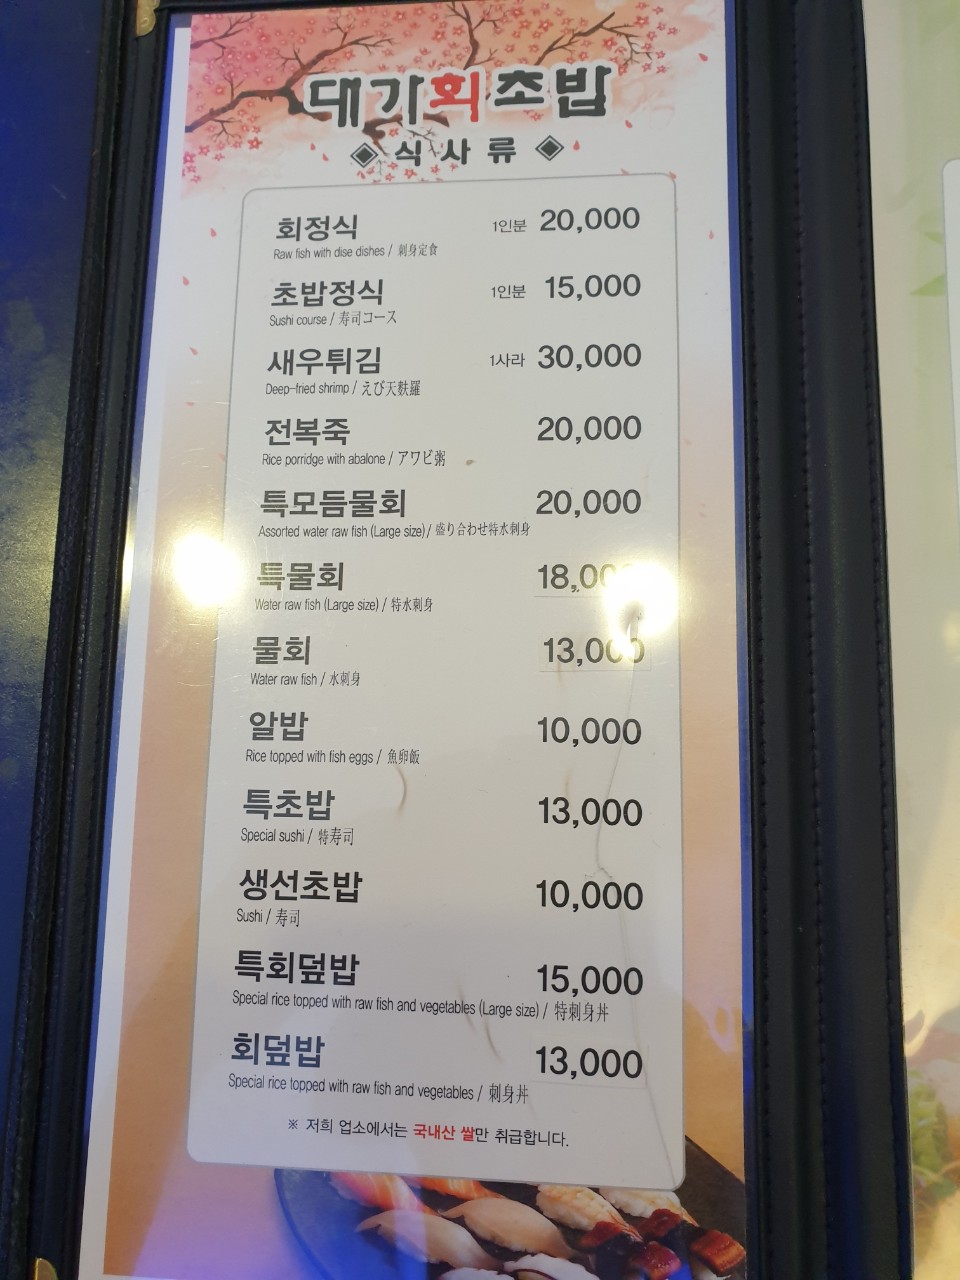 대가회초밥
◈ 식사류 ◈
회정식 1인분 20,000
Raw fish with dise dishes / 刺身定食
초밥정식 1인분 15,000
Sushi course / 寿司コース
새우튀김 1사라 30,000
Deep-fried shrimp / えび天麩羅
전복죽 20,000
Rice porridge with abalone / アワビ粥
특모듬물회 20,000
Assorted water raw fish (Large size) / 盛り合わせ特水刺身
특물회 18,000
Water raw fish (Large size) / 特水刺身
물회 13,000
Water raw fish / 水刺身
알밥 10,000
Rice topped with fish eggs / 魚卵飯
특초밥 13,000
Special sushi / 特寿司
생선초밥 10,000
Sushi / 寿司
특회덮밥 15,000
Special rice topped with raw fish and vegetables (Large size) / 特刺身丼
회덮밥 13,000
Special rice topped with raw fish and vegetables / 刺身丼
※ 저희 업소에서는 국내산 쌀만 취급합니다.